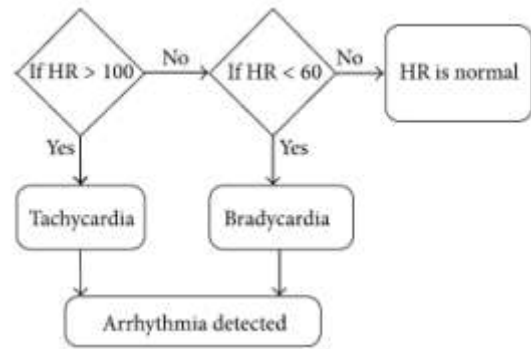 If HR > 100
No
If HR < 60
No
HR is normal
Yes
Yes
Tachycardia
Bradycardia
Arrhythmia detected